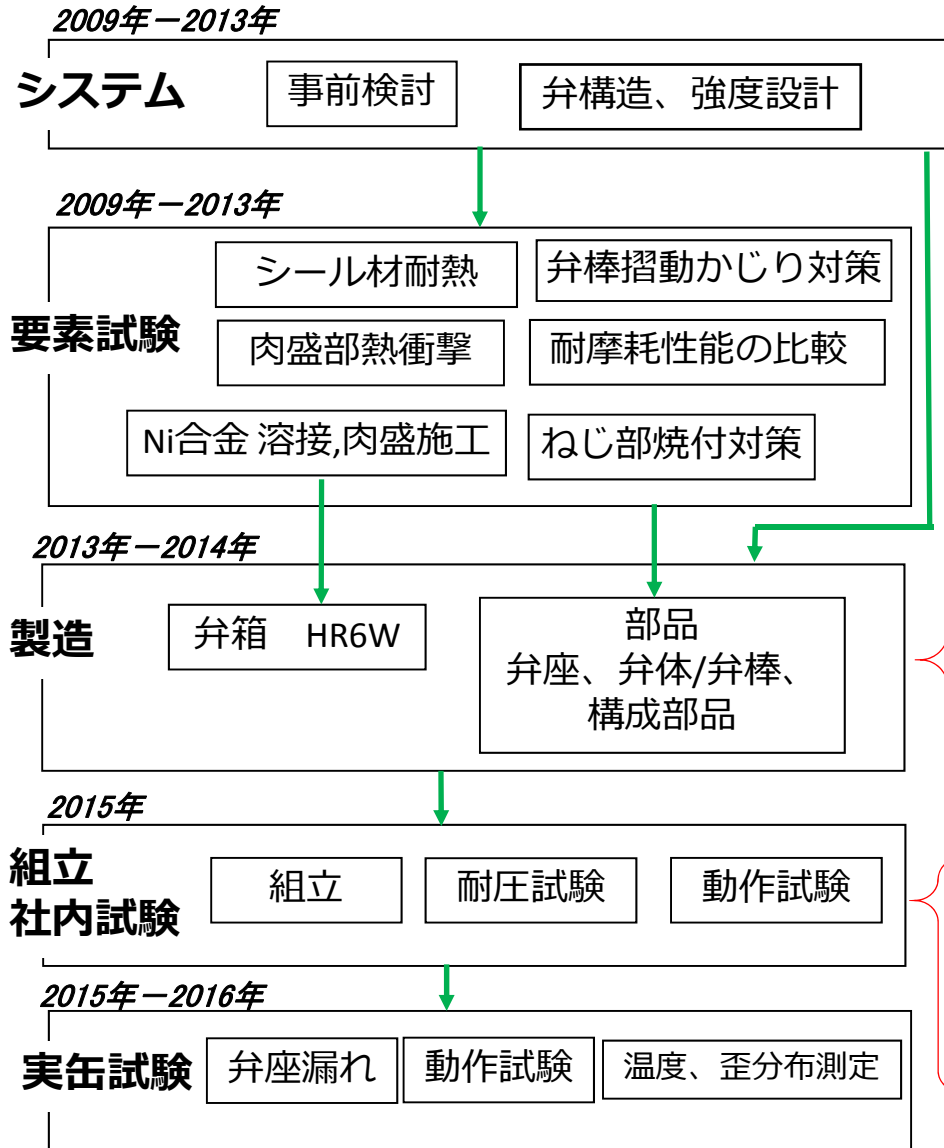 2009年－2013年
システム
事前検討
弁構造、強度設計
2009年－2013年
要素試験
シール材耐熱
弁棒摺動かじり対策
肉盛部熱衝撃
耐摩耗性能の比較
Ni合金 溶接,肉盛施工
ねじ部焼付対策
2013年－2014年
製造
弁箱　HR6W
部品
弁座、弁体/弁棒、
構成部品
2015年
組立
社内試験
組立
耐圧試験
動作試験
2015年－2016年
実缶試験
弁座漏れ
動作試験
温度、歪分布測定